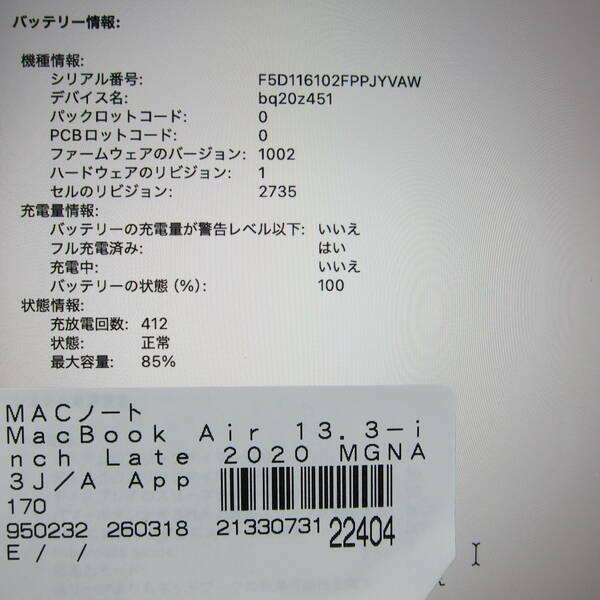 バッテリー情報:
機種情報:
シリアル番号: F5D116102FPPJYVAW
デバイス名: bq20z451
パックロットコード: 0
PCBロットコード: 0
ファームウェアのバージョン: 1002
ハードウェアのリビジョン: 1
セルのリビジョン: 2735
充電量情報:
バッテリーの充電量が警告レベル以下: いいえ
フル充電済み: はい
充電中: いいえ
バッテリーの状態 (%): 100
状態情報:
充放電回数: 412
状態: 正常
最大容量: 85%
MACノート
MacBook Air 13.3-i
nch Late 2020 MGNA
3J/A App
170
950232 260318 21330731 22404
E / /